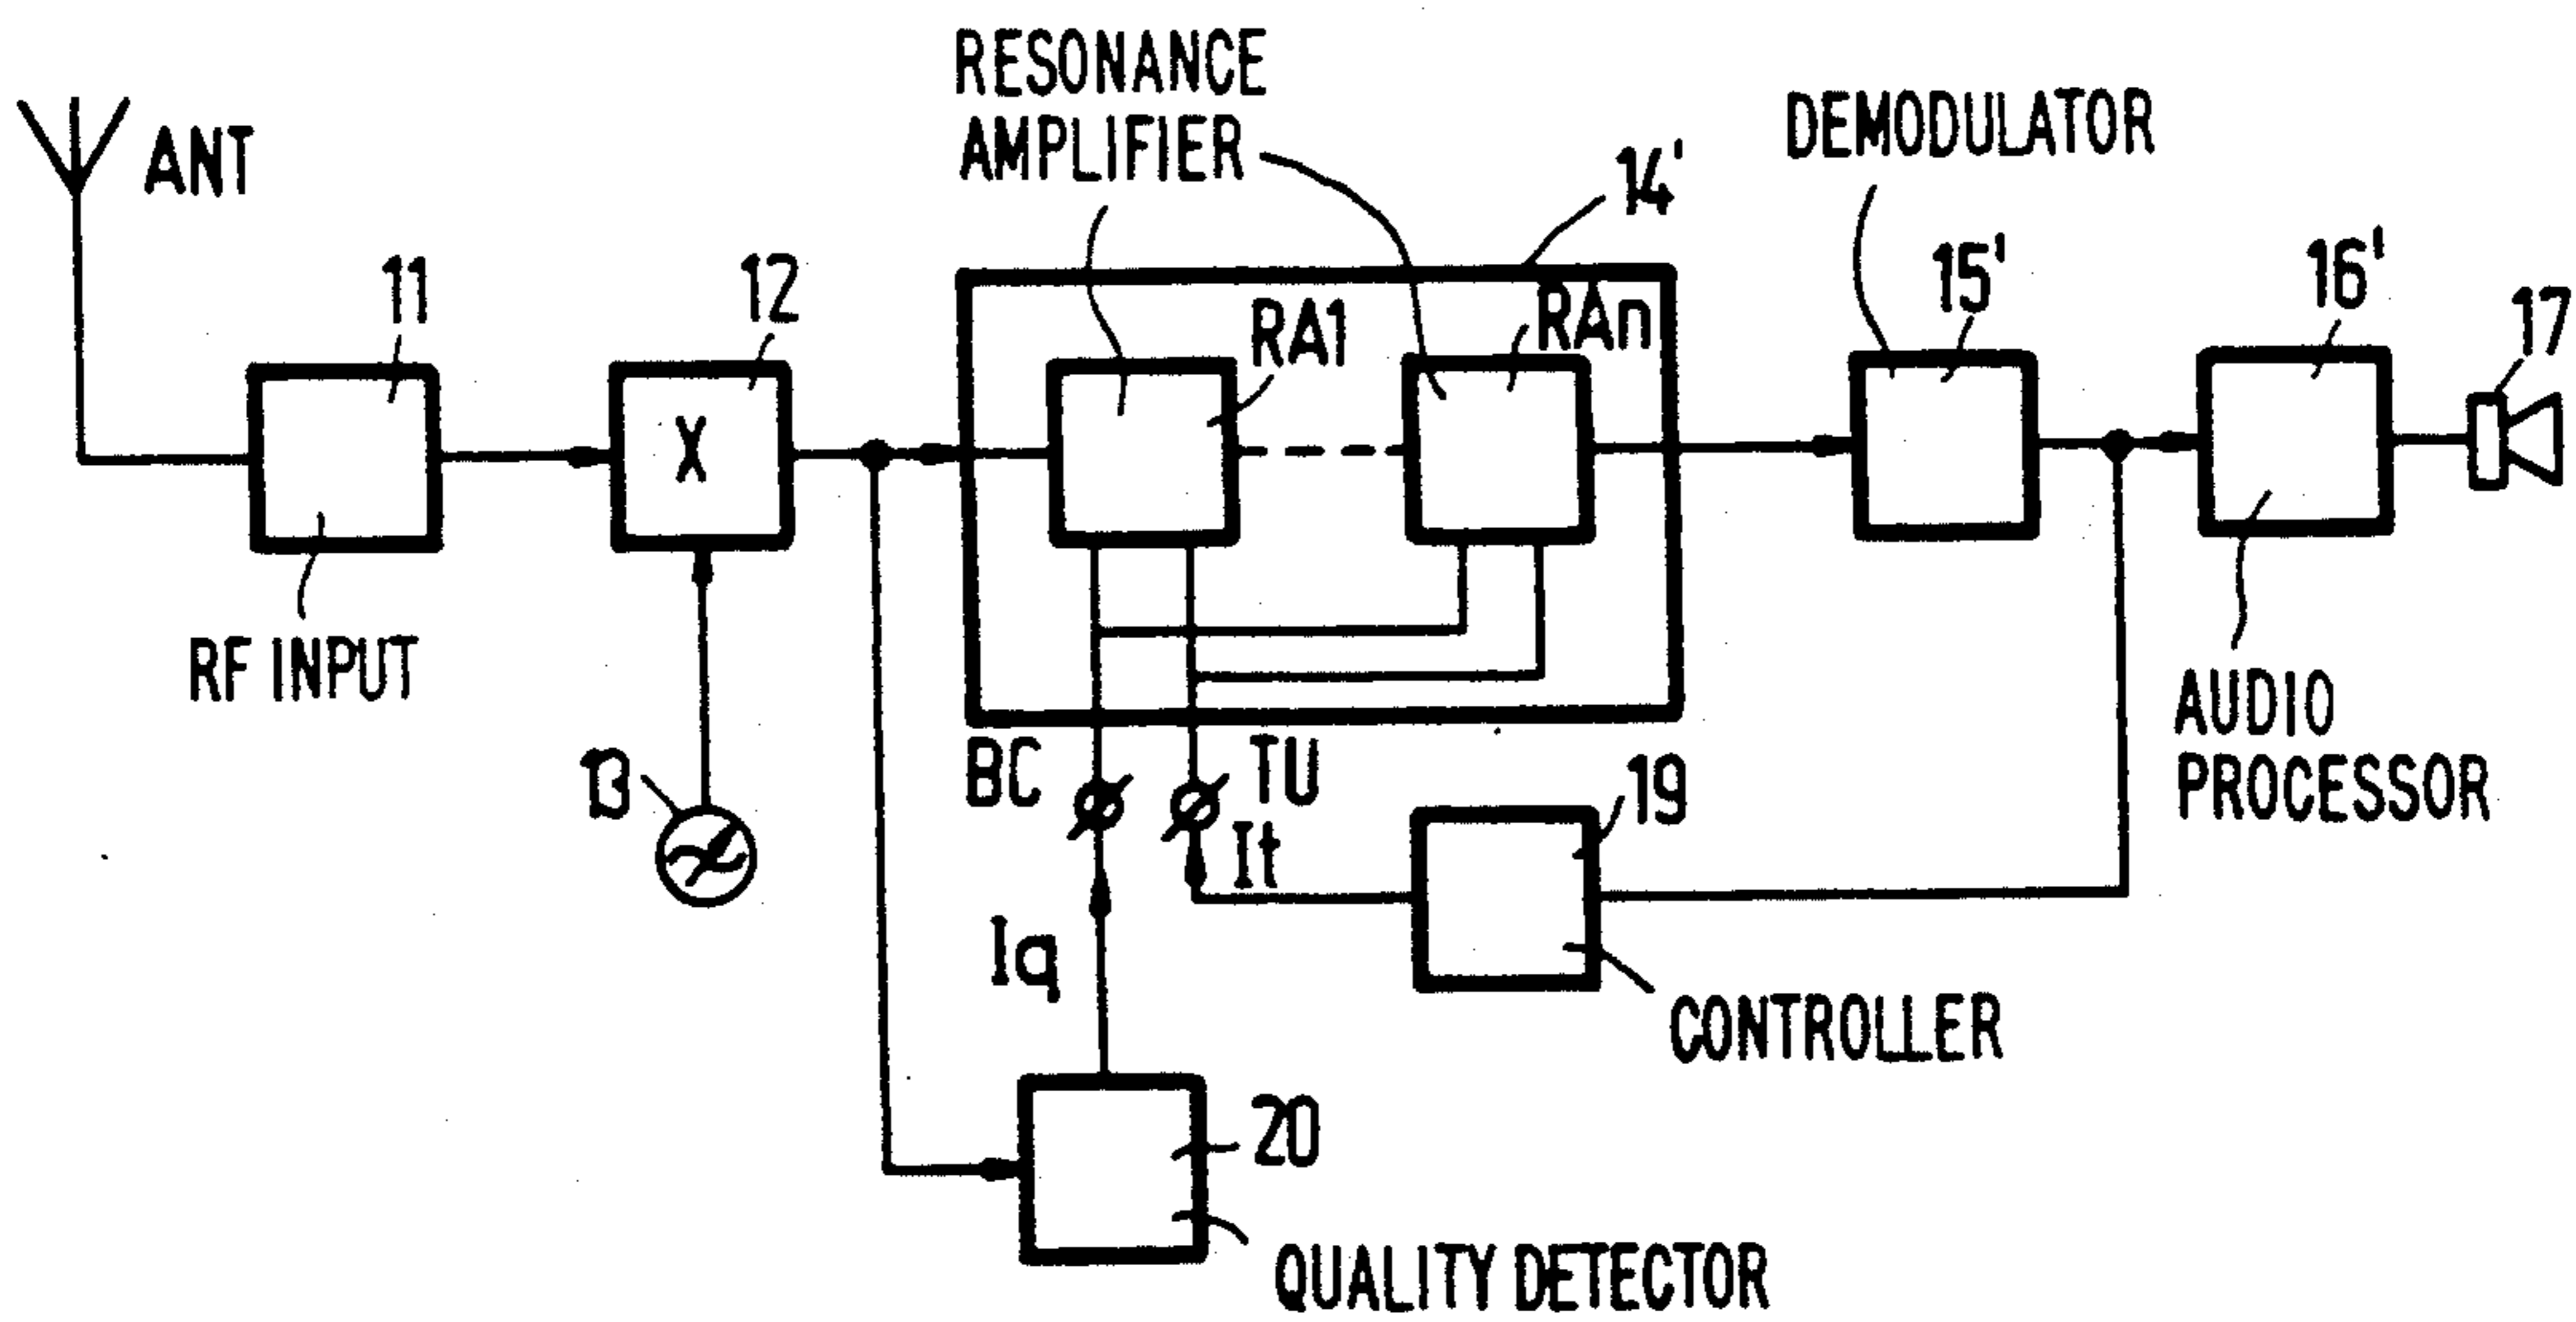 RESONANCE
AMPLIFIER
ANT
14'
DEMODULATOR
11
12
RA1
RAn
15'
16'
17
X
RF INPUT
13
BC
TU
It
19
AUDIO
PROCESSOR
Iq
CONTROLLER
20
QUALITY DETECTOR